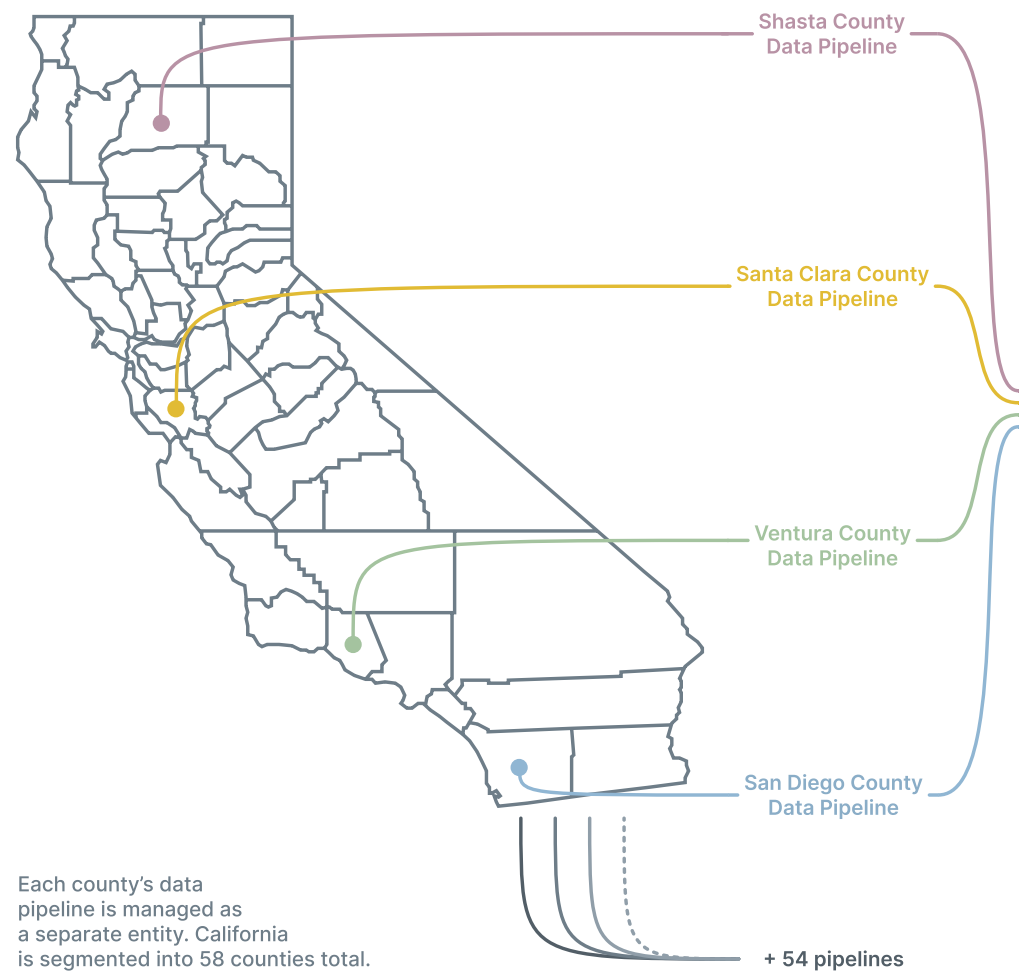 Shasta County
Data Pipeline
Santa Clara County
Data Pipeline
Ventura County
Data Pipeline
San Diego County
Data Pipeline
Each county’s data
pipeline is managed as
a separate entity. California
is segmented into 58 counties total.
+ 54 pipelines